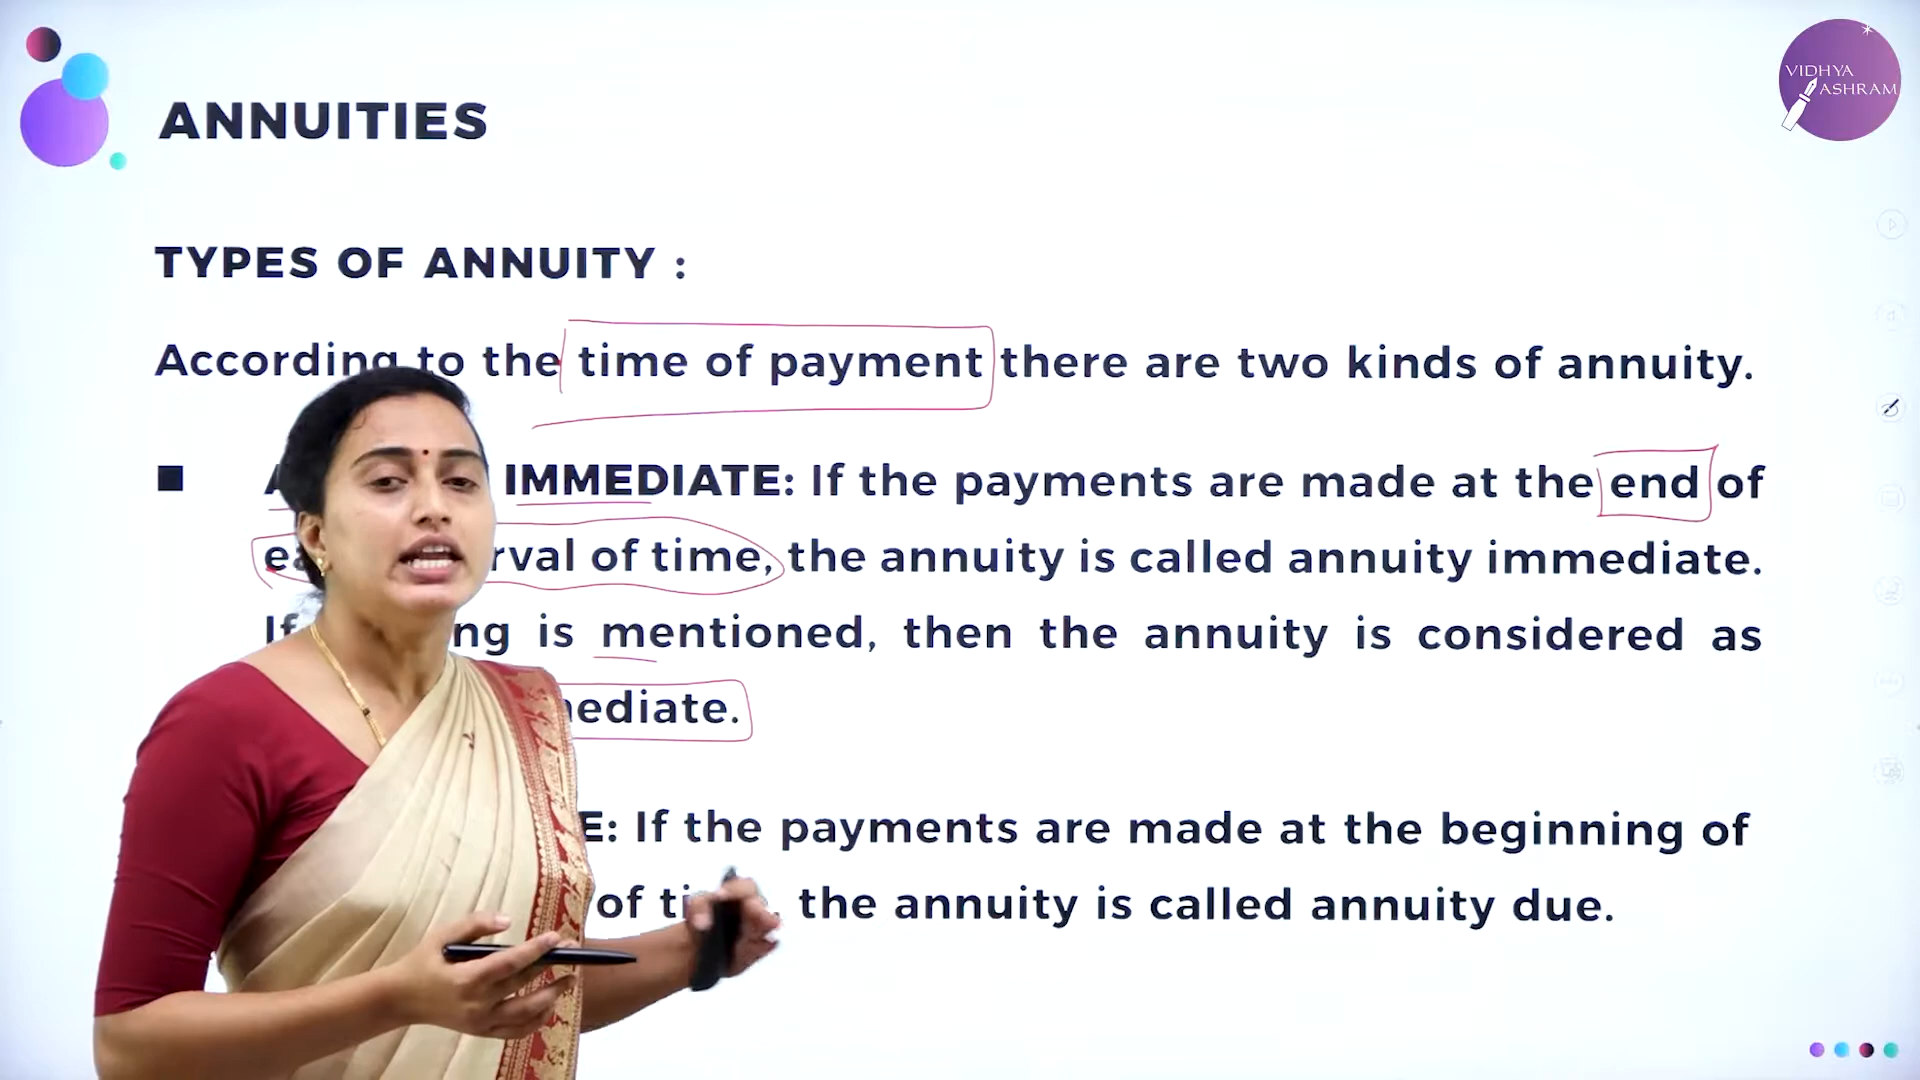 VIDHYA
ASHRAM
ANNUITIES
TYPES OF ANNUITY :
According to the time of payment there are two kinds of annuity.
IMMEDIATE: If the payments are made at the end of
of time, the annuity is called annuity immediate.
If is mentioned, then the annuity is considered as
If the payments are made at the beginning of
of the annuity is called annuity due.